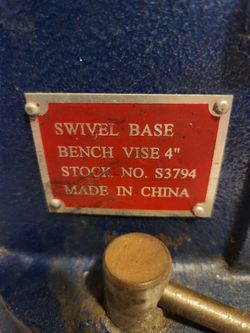 SWIVEL BASE
BENCH VISE 4"
STOCK NO. S3794
MADE IN CHINA